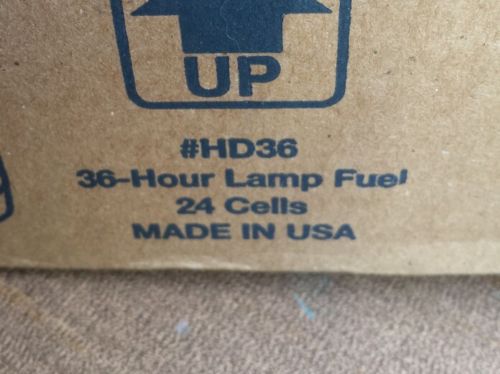 UP
#HD36
36-Hour Lamp Fuel
24 Cells
MADE IN USA